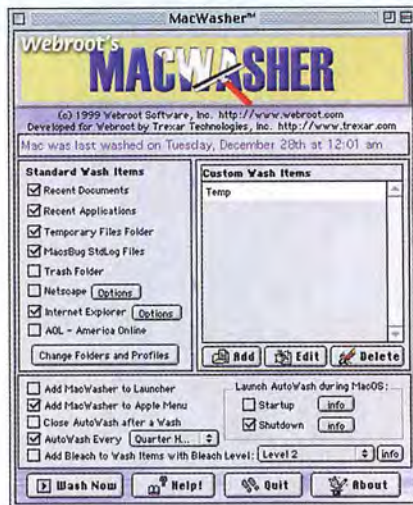 MacWasher™
Webroot's
MACWASHER
(c) 1999 Webroot Software, Inc. http://www.webroot.com
Developed for Webroot by Trexar Technologies, Inc. http://www.trexar.com
Mac was last washed on Tuesday, December 28th at 12:01 am
Standard Wash Items
Recent Documents
Recent Applications
Temporary Files Folder
MacsBug StdLog Files
Trash Folder
Netscape Options
Internet Explorer Options
AOL - America Online
Change Folders and Profiles
Custom Wash Items
Temp
Add Edit Delete
Add MacWasher to Launcher
Add MacWasher to Apple Menu
Close AutoWash after a Wash
AutoWash Every Quarter H...
Launch AutoWash during MacOS:
Startup info
Shutdown info
Add Bleach to Wash Items with Bleach Level: Level 2 info
Wash Now Help! Quit About